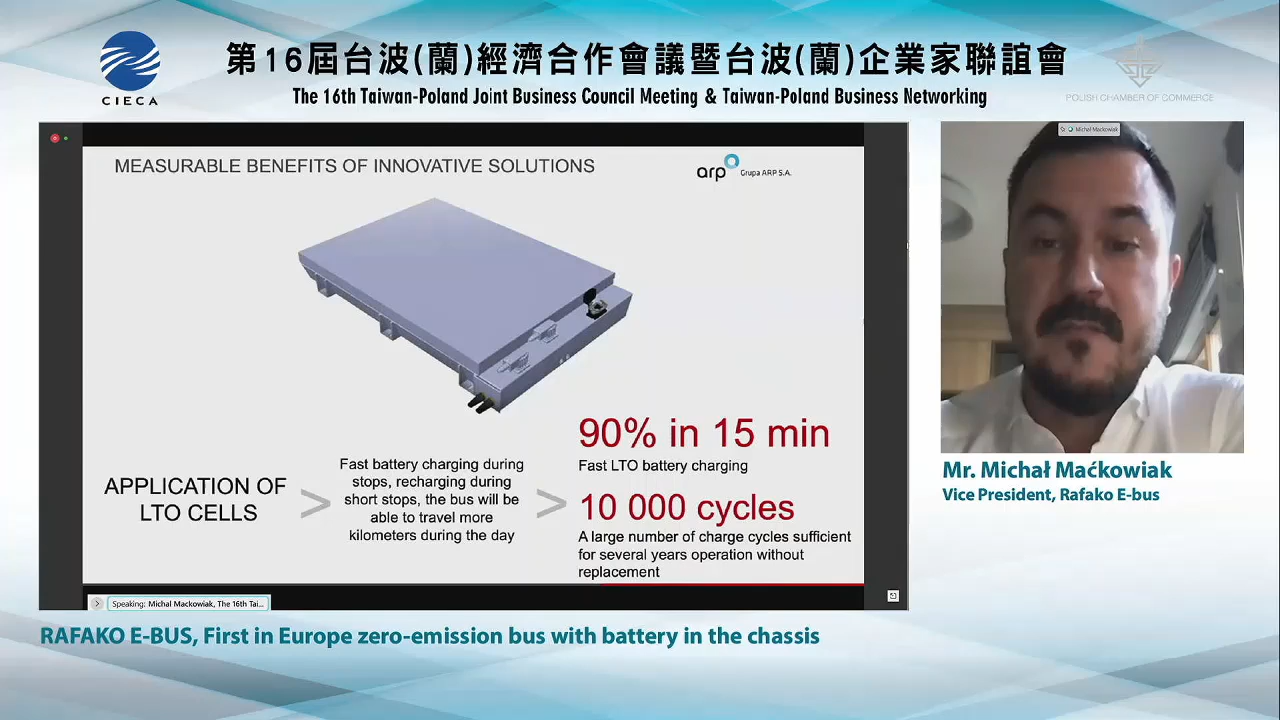 CIECA
第16屆台波(蘭)經濟合作會議暨台波(蘭)企業家聯誼會
The 16th Taiwan-Poland Joint Business Council Meeting & Taiwan-Poland Business Networking
POLISH CHAMBER OF COMMERCE
MEASURABLE BENEFITS OF INNOVATIVE SOLUTIONS
arp Grupa ARP S.A.
APPLICATION OF
LTO CELLS
>
Fast battery charging during
stops, recharging during
short stops, the bus will be
able to travel more
kilometers during the day
>
90% in 15 min
Fast LTO battery charging
10 000 cycles
A large number of charge cycles sufficient
for several years operation without
replacement
Speaking: Michal Mackowiak, The 16th Tai...
Michał Maćkowiak
Mr. Michał Maćkowiak
Vice President, Rafako E-bus
RAFAKO E-BUS, First in Europe zero-emission bus with battery in the chassis